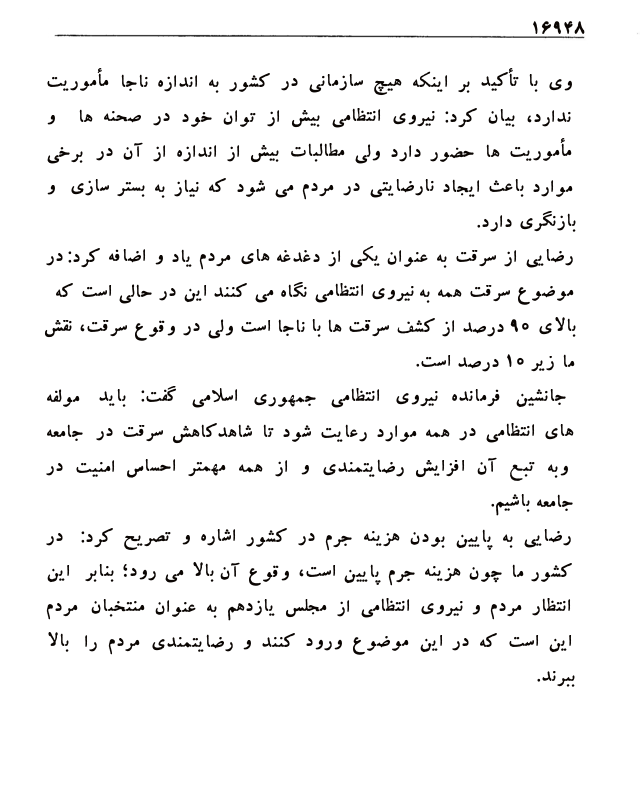 ۱۶۹۴۸
وی با تأکید بر اینکه هیچ سازمانی در کشور به اندازه ناجا مأموریت
ندارد، بیان کرد: نیروی انتظامی بیش از توان خود در صحنه ها و
مأموریت ها حضور دارد ولی مطالبات بیش از اندازه از آن در برخی
موارد باعث ایجاد نارضایتی در مردم می شود که نیاز به بستر سازی و
بازنگری دارد.
رضایی از سرقت به عنوان یکی از دغدغه های مردم یاد و اضافه کرد: در
موضوع سرقت همه به نیروی انتظامی نگاه می کنند این در حالی است که
بالای ۹۰ درصد از کشف سرقت ها با ناجا است ولی در وقوع سرقت، نقش
ما زیر ۱۰ درصد است.
جانشین فرمانده نیروی انتظامی جمهوری اسلامی گفت: باید مولفه
های انتظامی در همه موارد رعایت شود تا شاهدکاهش سرقت در جامعه
وبه تبع آن افزایش رضایتمندی و از همه مهمتر احساس امنیت در
جامعه باشیم.
رضایی به پایین بودن هزینه جرم در کشور اشاره و تصریح کرد: در
کشور ما چون هزینه جرم پایین است، وقوع آن بالا می رود؛ بنابر این
انتظار مردم و نیروی انتظامی از مجلس یازدهم به عنوان منتخبان مردم
این است که در این موضوع ورود کنند و رضایتمندی مردم را بالا
ببرند.